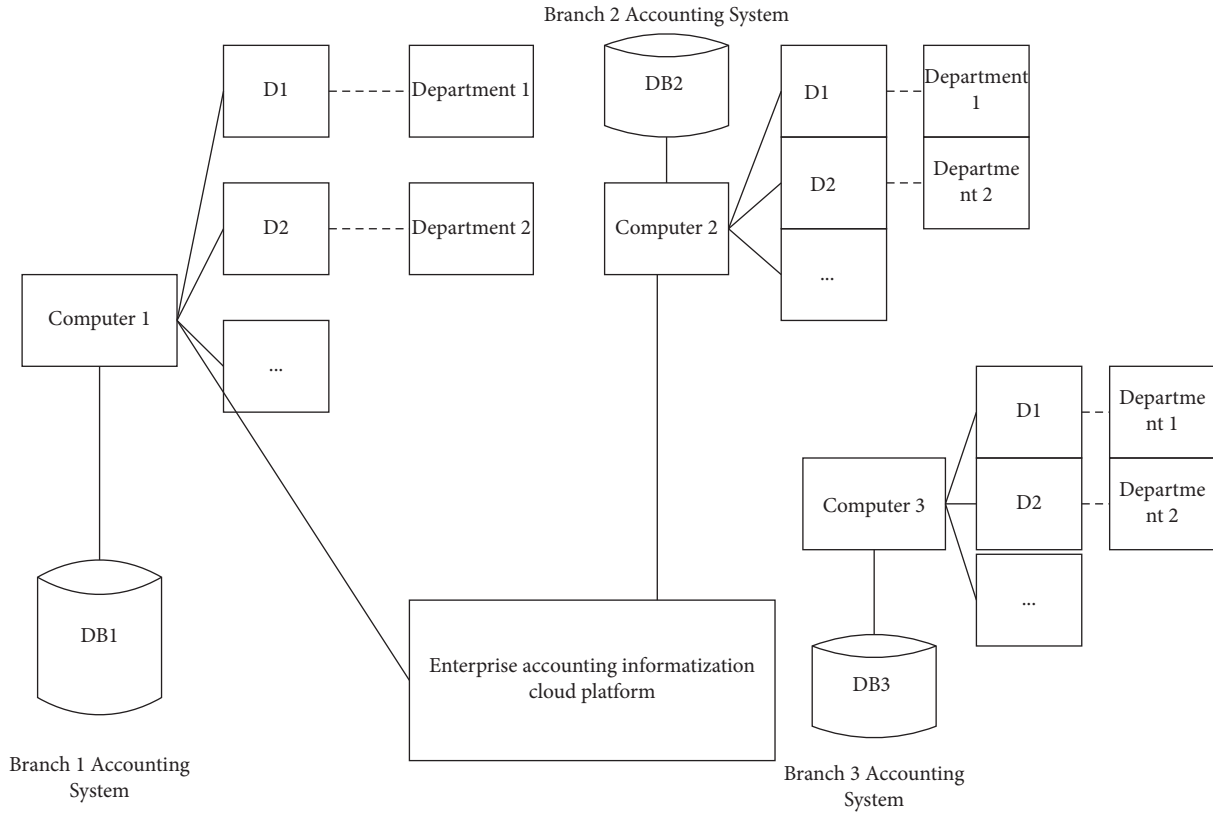 Branch 2 Accounting System
D1
Department 1
D2
Department 2
...
Computer 1
DB1
Branch 1 Accounting
System
DB2
Computer 2
D1
Department
1
D2
Departme
nt 2
...
Enterprise accounting informatization
cloud platform
Computer 3
D1
Departme
nt 1
D2
Departme
nt 2
...
DB3
Branch 3 Accounting
System